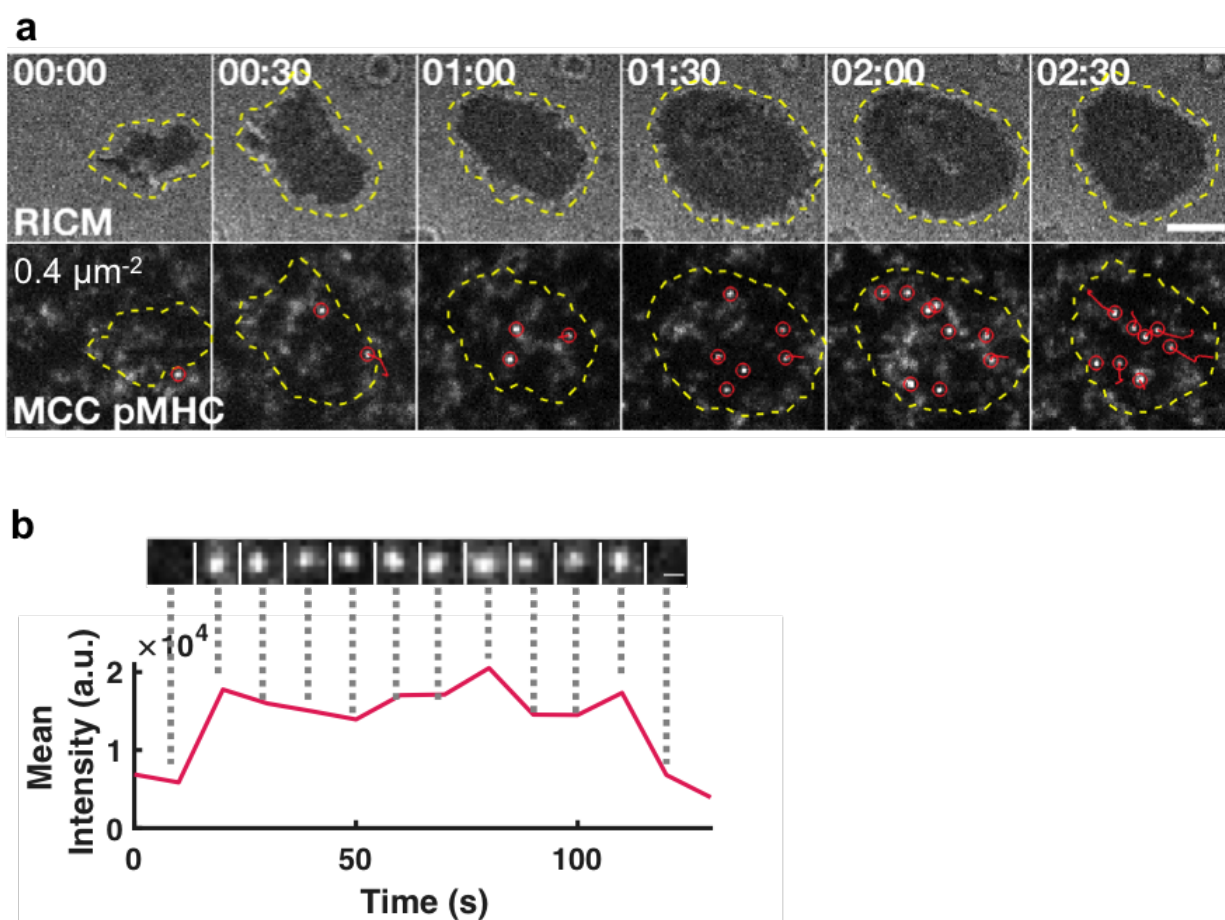 a
00:00 00:30 01:00 01:30 02:00 02:30
RICM
0.4 µm⁻²
MCC pMHC
b
×10⁴
2
1
0
Mean
Intensity (a.u.)
0 50 100
Time (s)